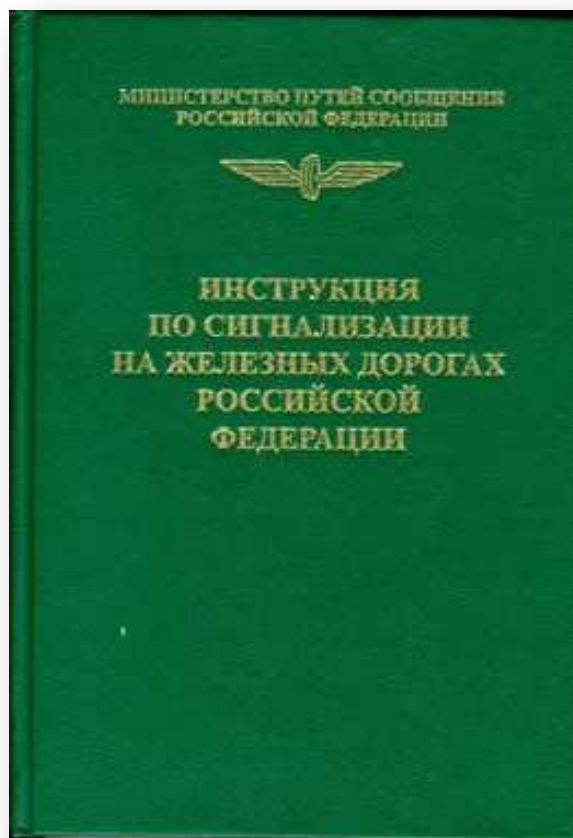 МИНИСТЕРСТВО ПУТЕЙ СООБЩЕНИЯ
РОССИЙСКОЙ ФЕДЕРАЦИИ
ИНСТРУКЦИЯ
ПО СИГНАЛИЗАЦИИ
НА ЖЕЛЕЗНЫХ ДОРОГАХ
РОССИЙСКОЙ
ФЕДЕРАЦИИ